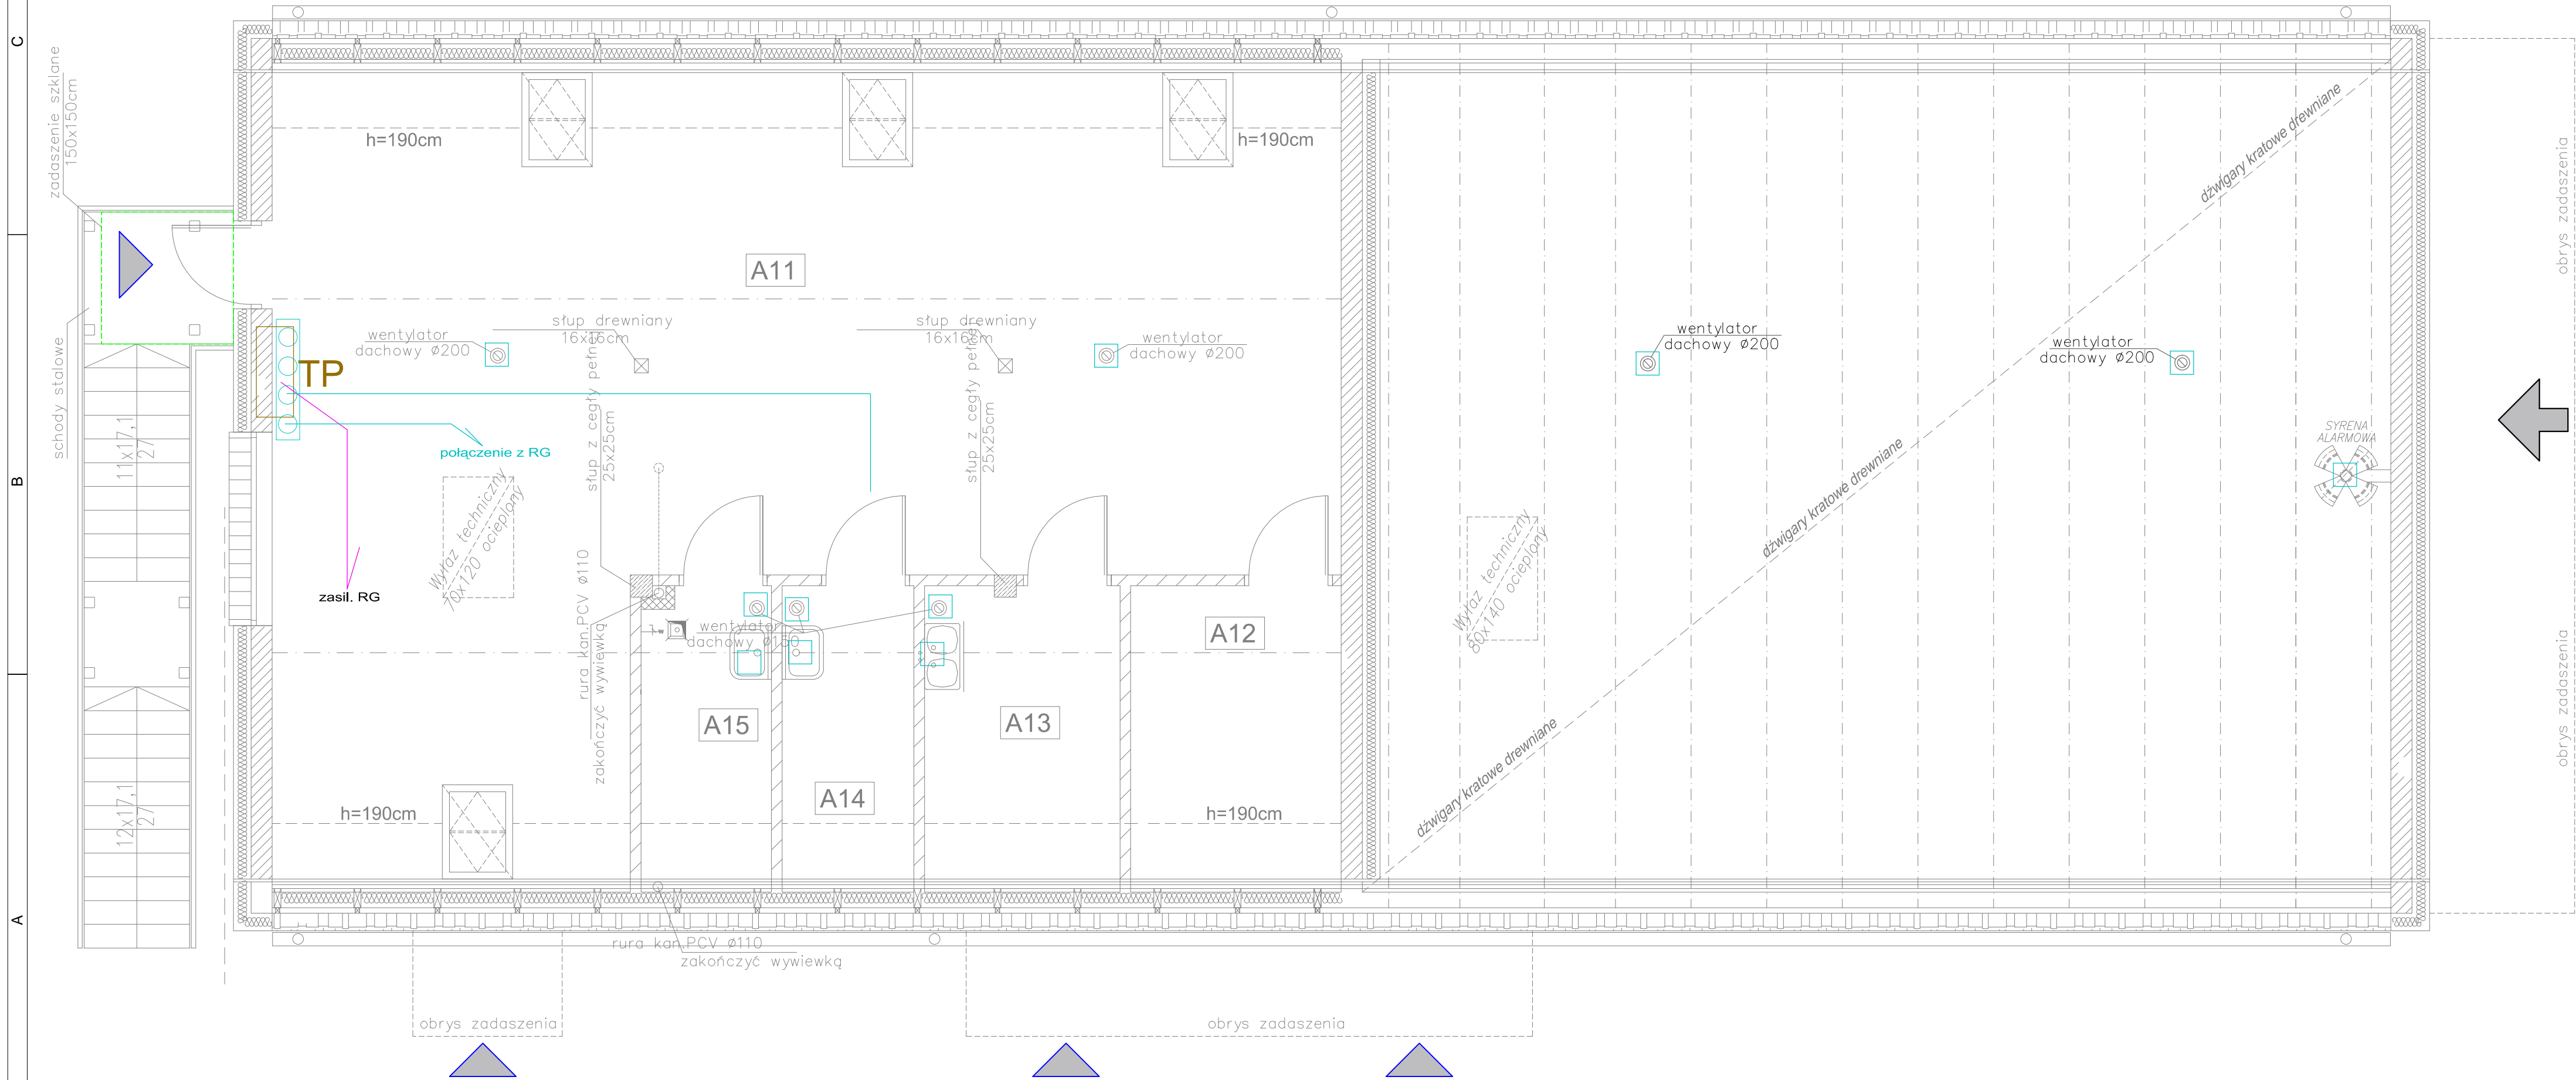 C
B
A
zadaszenie szklane
150x150cm
schody stalowe
11x17,1
27
12x17,1
27
h=190cm
h=190cm
A11
wentylator
dachowy ø200
słup drewniany
16x16cm
słup drewniany
16x16cm
wentylator
dachowy ø200
wentylator
dachowy ø200
wentylator
dachowy ø200
TP
połączenie z RG
zasil. RG
Wyłaz techniczny
70x120 ocieplony
słup z cegły pełnej
25x25cm
słup z cegły pełnej
25x25cm
rura kan.PCV ø110
zakończyć wywiewką
wentylator
dachowy ø150
A12
A15
A13
A14
h=190cm
h=190cm
Wyłaz techniczny
80x140 ocieplony
dźwigary kratowe drewniane
dźwigary kratowe drewniane
dźwigary kratowe drewniane
SYRENA
ALARMOWA
obrys zadaszenia
obrys zadaszenia
rura kan.PCV ø110
zakończyć wywiewką
obrys zadaszenia
obrys zadaszenia